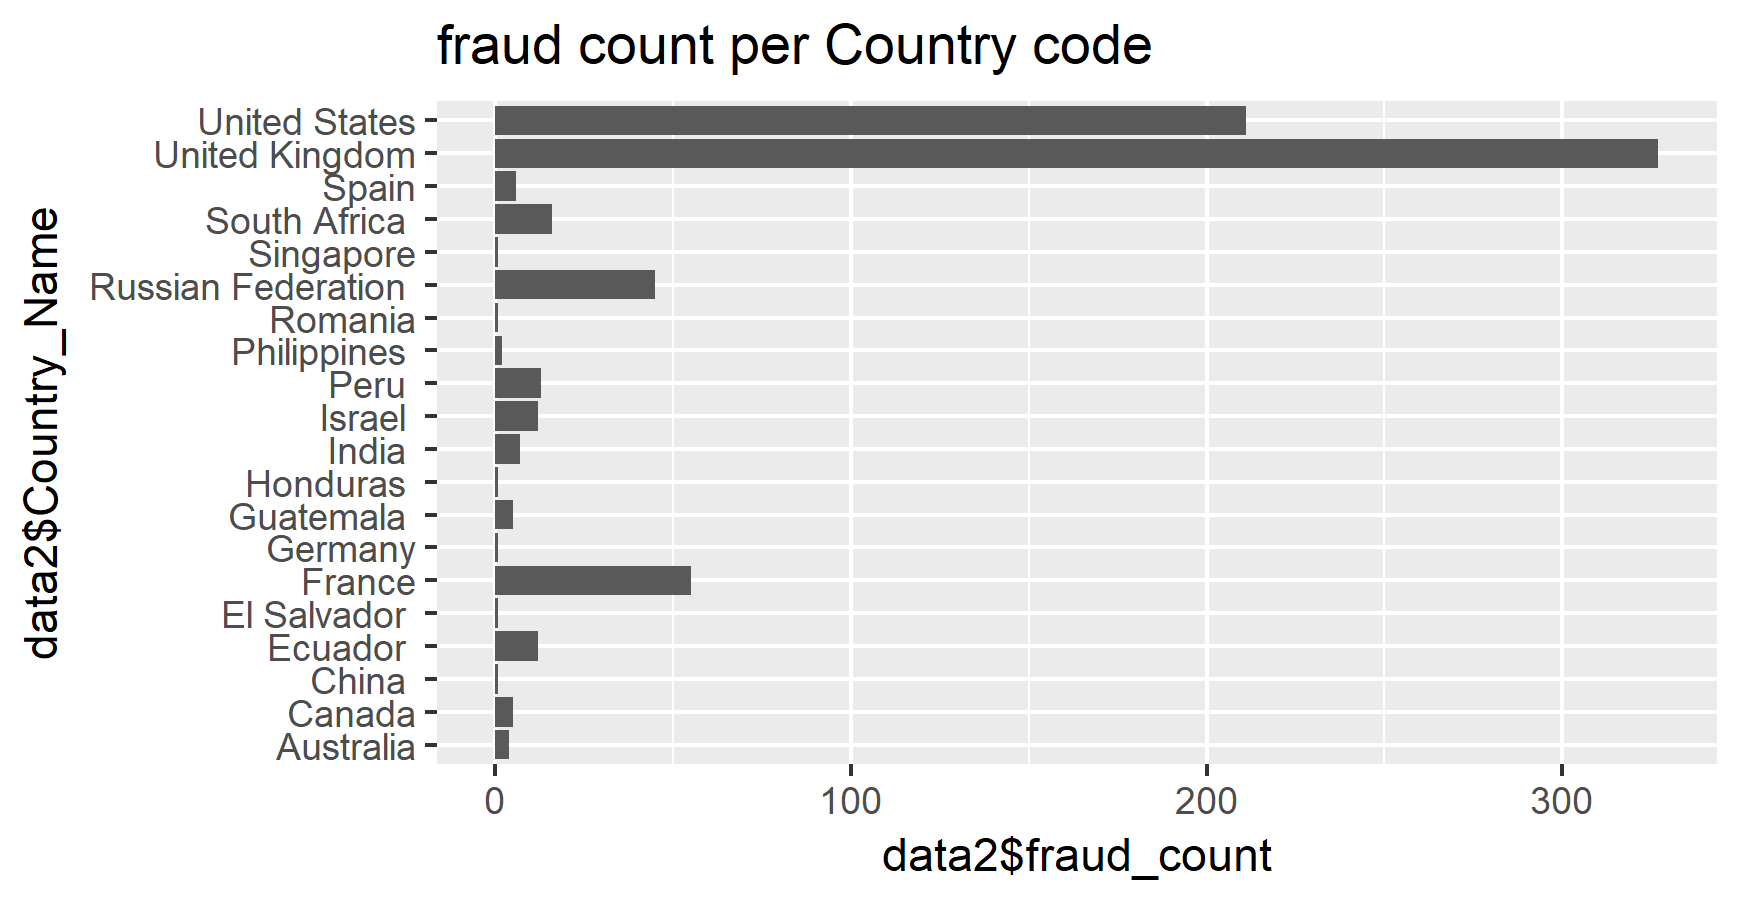 fraud count per Country code
United States
United Kingdom
Spain
South Africa
Singapore
Russian Federation
Romania
Philippines
Peru
Israel
India
Honduras
Guatemala
Germany
France
El Salvador
Ecuador
China
Canada
Australia
data2$Country_Name
0 100 200 300
data2$fraud_count